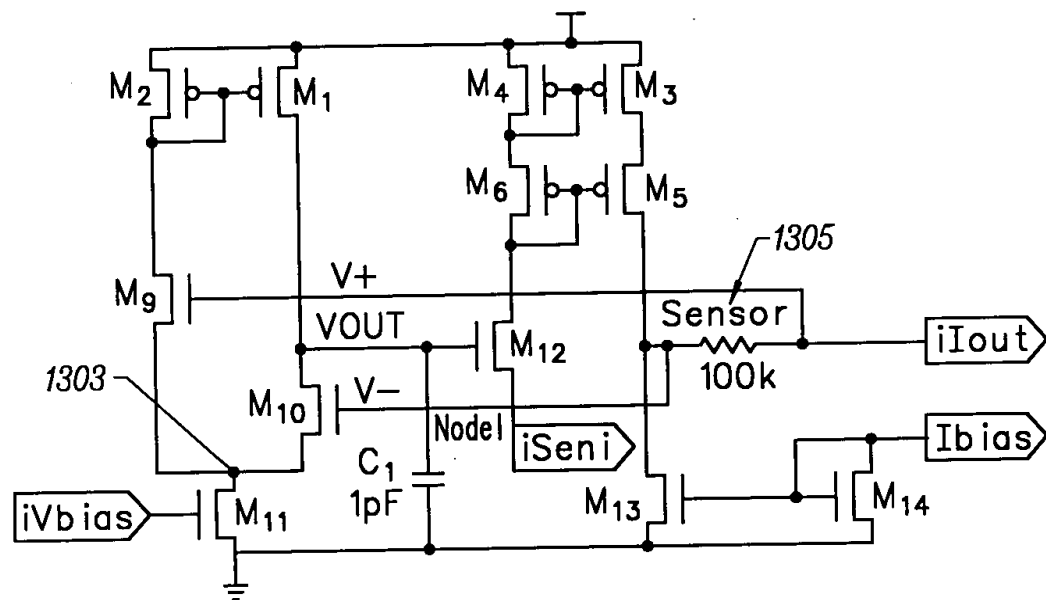 M2
M1
M4
M3
M6
M5
1305
M9
V+
Sensor
VOUT
M12
100k
iIout
1303
M10
V-
Node1
iSeni
Ibias
C1
1pF
iVbias
M11
M13
M14